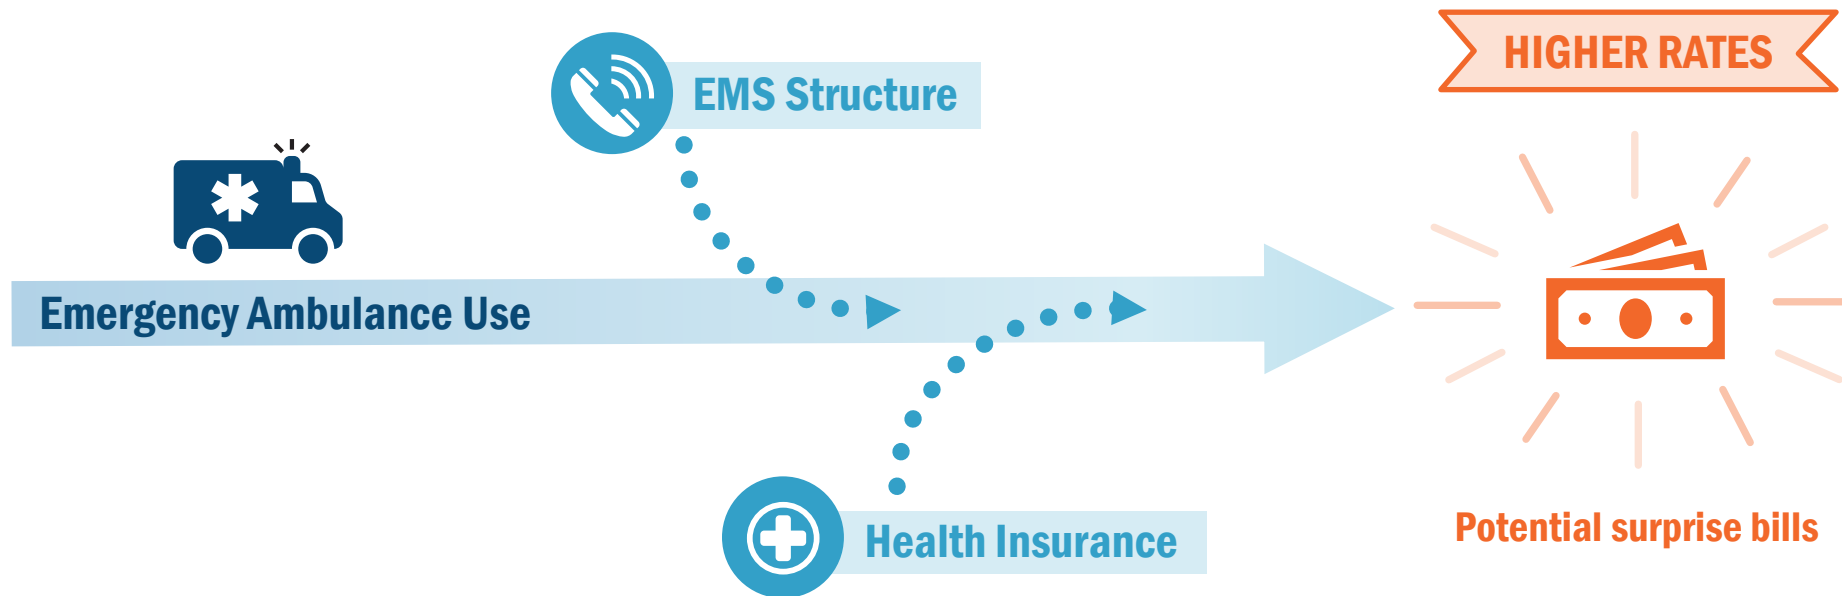 EMS Structure
HIGHER RATES
Emergency Ambulance Use
Health Insurance
Potential surprise bills